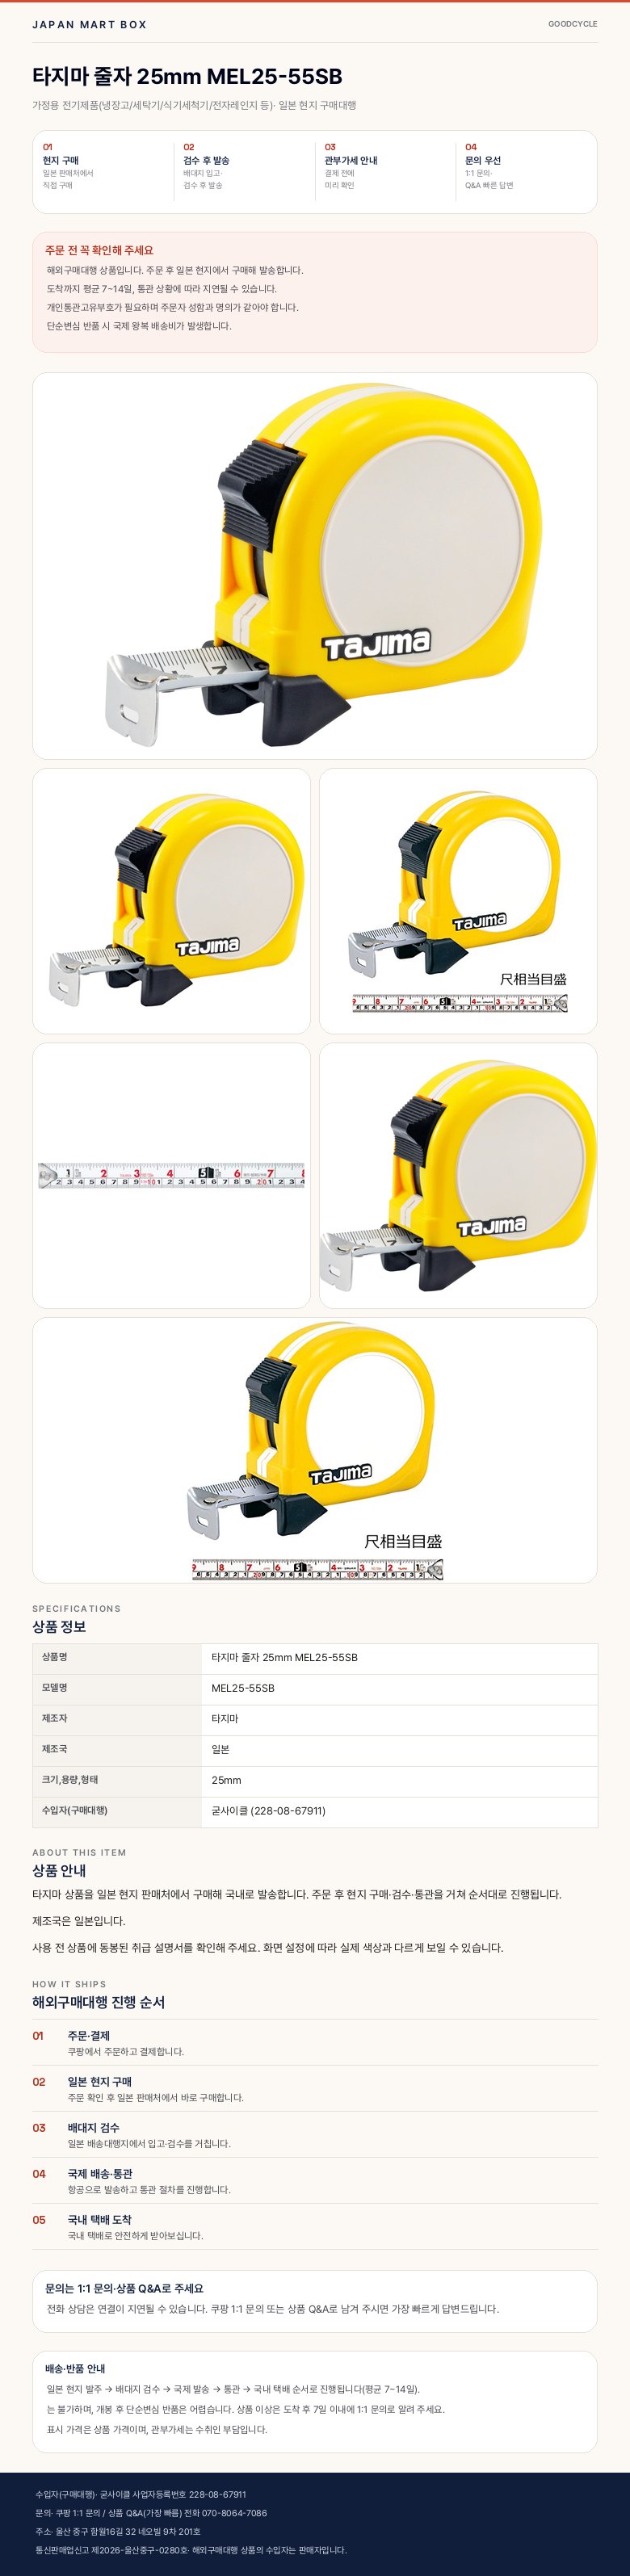 JAPAN MART BOX
GOODCYCLE
타지마 줄자 25mm MEL25-55SB
가정용 전기제품(냉장고/세탁기/식기세척기/전자레인지 등)· 일본 현지 구매대행
01
현지 구매
일본 판매처에서
직접 구매
02
검수 후 발송
배대지 입고·
검수 후 발송
03
관부가세 안내
결제 전에
미리 확인
04
문의 우선
1:1 문의·
Q&A 빠른 답변
주문 전 꼭 확인해 주세요
해외구매대행 상품입니다. 주문 후 일본 현지에서 구매해 발송합니다.
도착까지 평균 7~14일, 통관 상황에 따라 지연될 수 있습니다.
개인통관고유부호가 필요하며 주문자 성함과 명의가 같아야 합니다.
단순변심 반품 시 국제 왕복 배송비가 발생합니다.
TAJIMA
TAJIMA
TAJIMA
尺相当目盛
TAJIMA
TAJIMA
尺相当目盛
SPECIFICATIONS
상품 정보
상품명 타지마 줄자 25mm MEL25-55SB
모델명 MEL25-55SB
제조자 타지마
제조국 일본
크기,용량,형태 25mm
수입자(구매대행) 굳사이클 (228-08-67911)
ABOUT THIS ITEM
상품 안내
타지마 상품을 일본 현지 판매처에서 구매해 국내로 발송합니다. 주문 후 현지 구매·검수·통관을 거쳐 순서대로 진행됩니다.
제조국은 일본입니다.
사용 전 상품에 동봉된 취급 설명서를 확인해 주세요. 화면 설정에 따라 실제 색상과 다르게 보일 수 있습니다.
HOW IT SHIPS
해외구매대행 진행 순서
01 주문·결제
쿠팡에서 주문하고 결제합니다.
02 일본 현지 구매
주문 확인 후 일본 판매처에서 바로 구매합니다.
03 배대지 검수
일본 배송대행지에서 입고·검수를 거칩니다.
04 국제 배송·통관
항공으로 발송하고 통관 절차를 진행합니다.
05 국내 택배 도착
국내 택배로 안전하게 받아보십니다.
문의는 1:1 문의·상품 Q&A로 주세요
전화 상담은 연결이 지연될 수 있습니다. 쿠팡 1:1 문의 또는 상품 Q&A로 남겨 주시면 가장 빠르게 답변드립니다.
배송·반품 안내
일본 현지 발주 → 배대지 검수 → 국제 발송 → 통관 → 국내 택배 순서로 진행됩니다(평균 7~14일).
는 불가하며, 개봉 후 단순변심 반품은 어렵습니다. 상품 이상은 도착 후 7일 이내에 1:1 문의로 알려 주세요.
표시 가격은 상품 가격이며, 관부가세는 수취인 부담입니다.
수입자(구매대행)· 굳사이클 사업자등록번호 228-08-67911
문의· 쿠팡 1:1 문의 / 상품 Q&A(가장 빠름) 전화 070-8064-7086
주소· 울산 중구 함월16길 32 네오빌 9차 201호
통신판매업신고 제2026-울산중구-0280호· 해외구매대행 상품의 수입자는 판매자입니다.